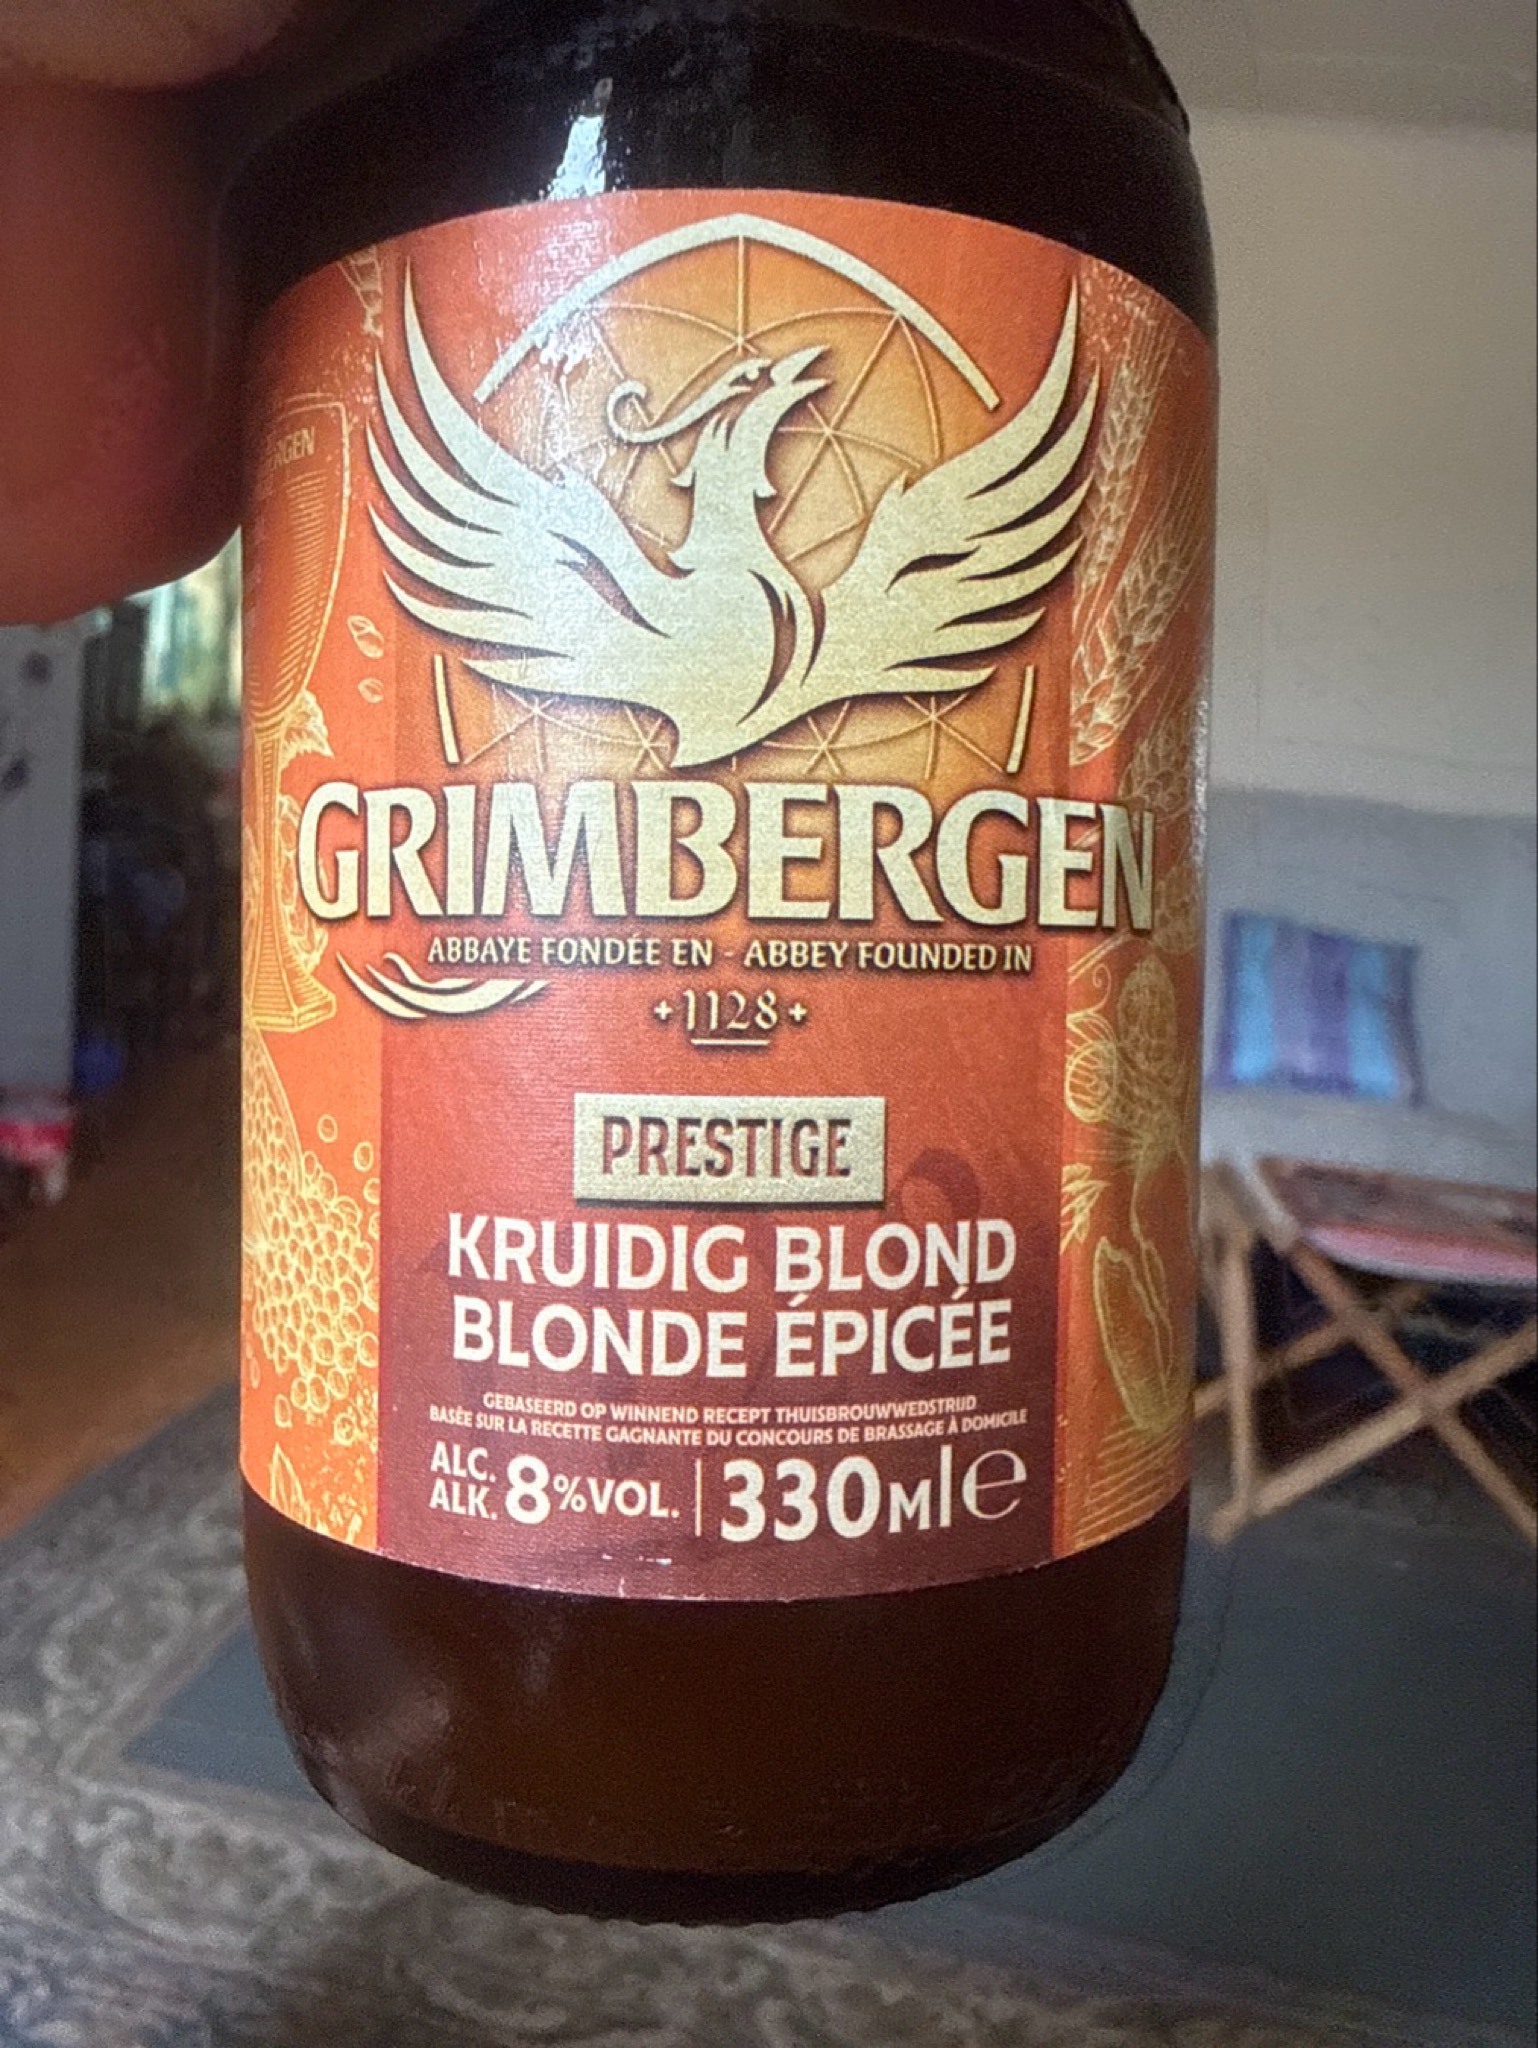 GRIMBERGEN
ABBAYE FONDÉE EN - ABBEY FOUNDED IN
+1128+
PRESTIGE
KRUIDIG BLOND
BLONDE ÉPICÉE
GEBASEERD OP WINNEND RECEPT THUISBROUWWEDSTRIJD
BASÉE SUR LA RECETTE GAGNANTE DU CONCOURS DE BRASSAGE À DOMICILE
ALC.
ALK. 8%VOL. | 330Ml e